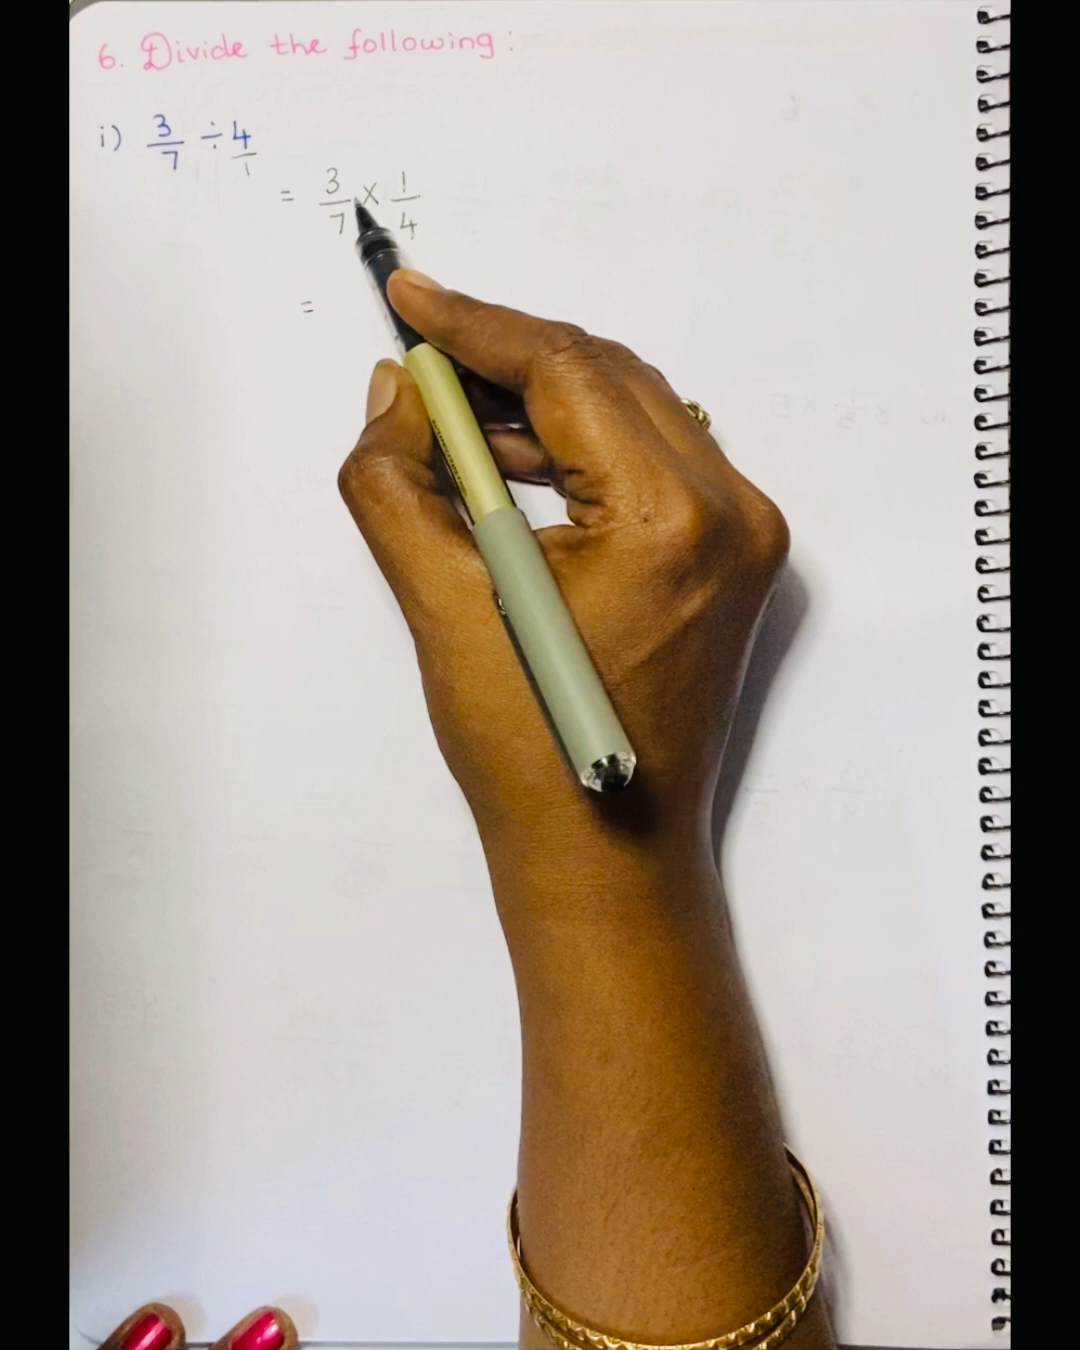 6. Divide the following:
i) 3/7 ÷ 4/1
= 3/7 × 1/4
=